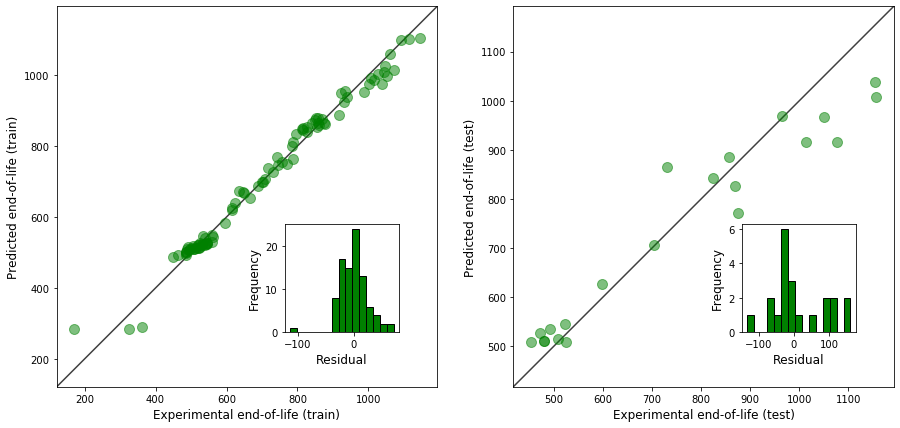 Predicted end-of-life (train)
1000
800
600
400
200
200 400 600 800 1000
Experimental end-of-life (train)
Frequency
20
10
0
−100 0
Residual
Predicted end-of-life (test)
1100
1000
900
800
700
600
500
500 600 700 800 900 1000 1100
Experimental end-of-life (test)
Frequency
6
4
2
0
−100 0 100
Residual